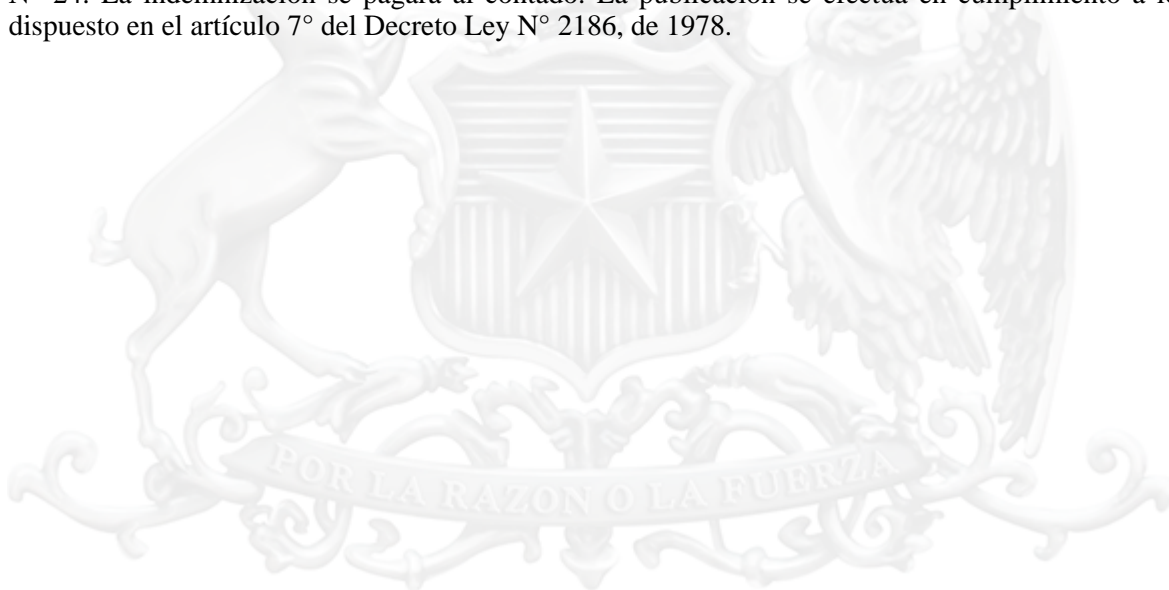 N° 24. La indemnización se pagará al contado. La publicación se efectúa en cumplimiento a lo
dispuesto en el artículo 7° del Decreto Ley N° 2186, de 1978.
POR LA RAZON O LA FUERZA